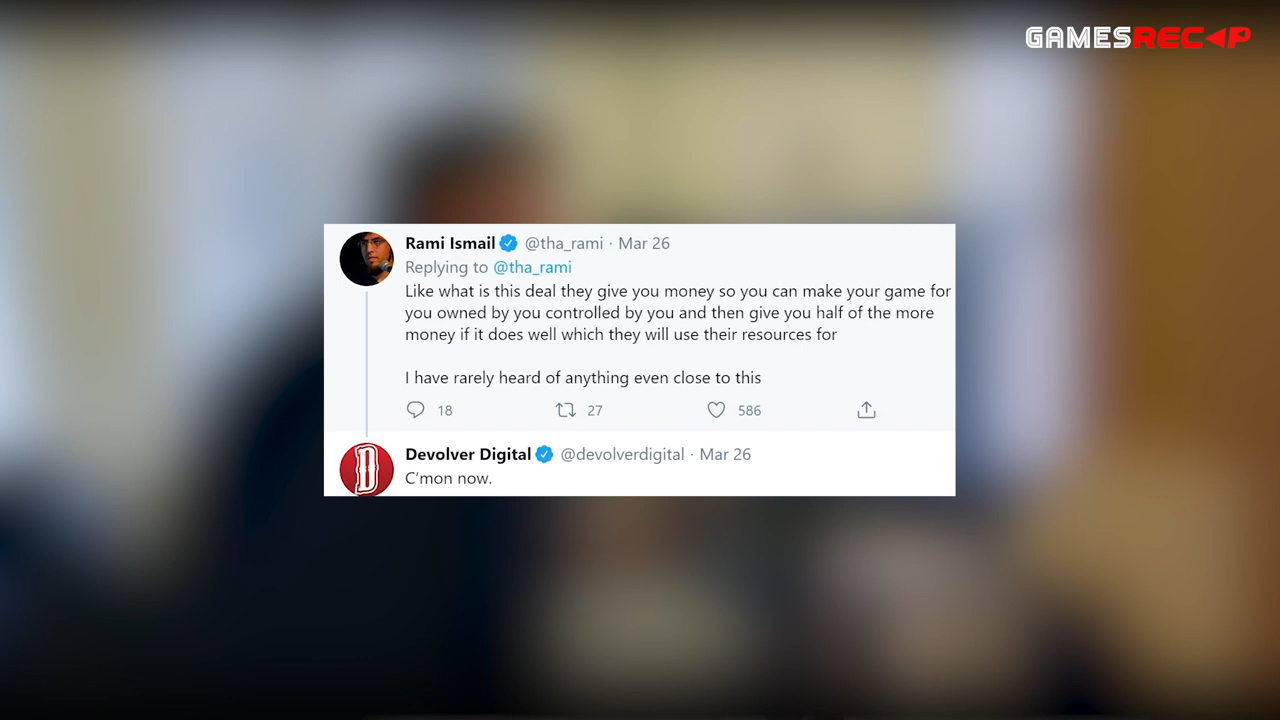 GAMESRECAP
Rami Ismail @tha_rami · Mar 26
Replying to @tha_rami
Like what is this deal they give you money so you can make your game for
you owned by you controlled by you and then give you half of the more
money if it does well which they will use their resources for
I have rarely heard of anything even close to this
18 27 586
Devolver Digital @devolverdigital · Mar 26
C'mon now.